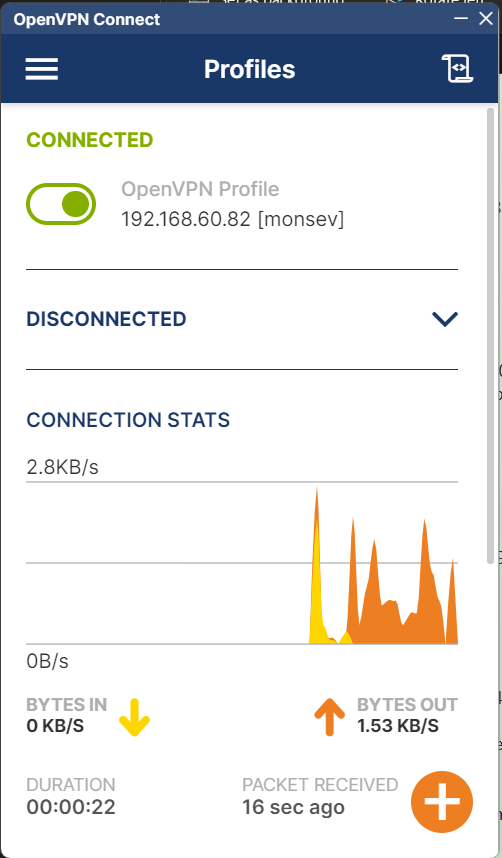 OpenVPN Connect
Profiles
CONNECTED
OpenVPN Profile
192.168.60.82 [monsev]
DISCONNECTED
CONNECTION STATS
2.8KB/s
0B/s
BYTES IN
0 KB/S
BYTES OUT
1.53 KB/S
DURATION
00:00:22
PACKET RECEIVED
16 sec ago